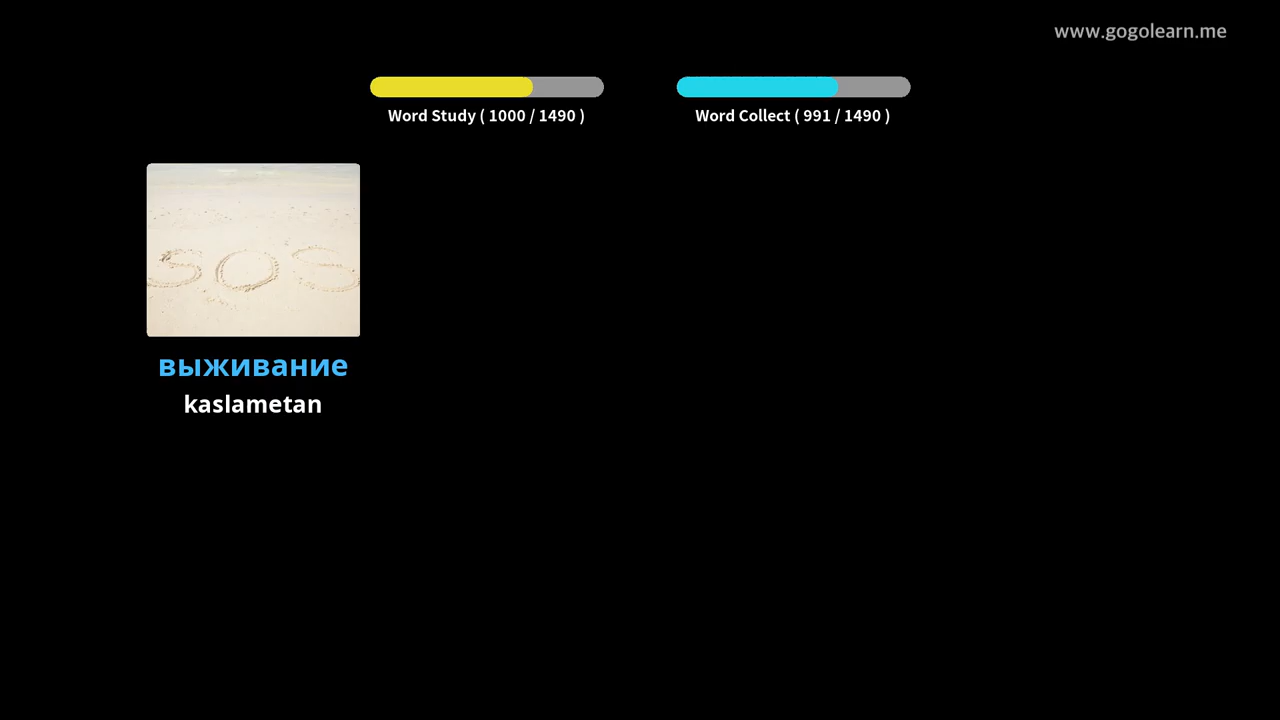 www.gogolearn.me
Word Study ( 1000 / 1490 )
Word Collect ( 991 / 1490 )
SOS
выживание
kaslametan